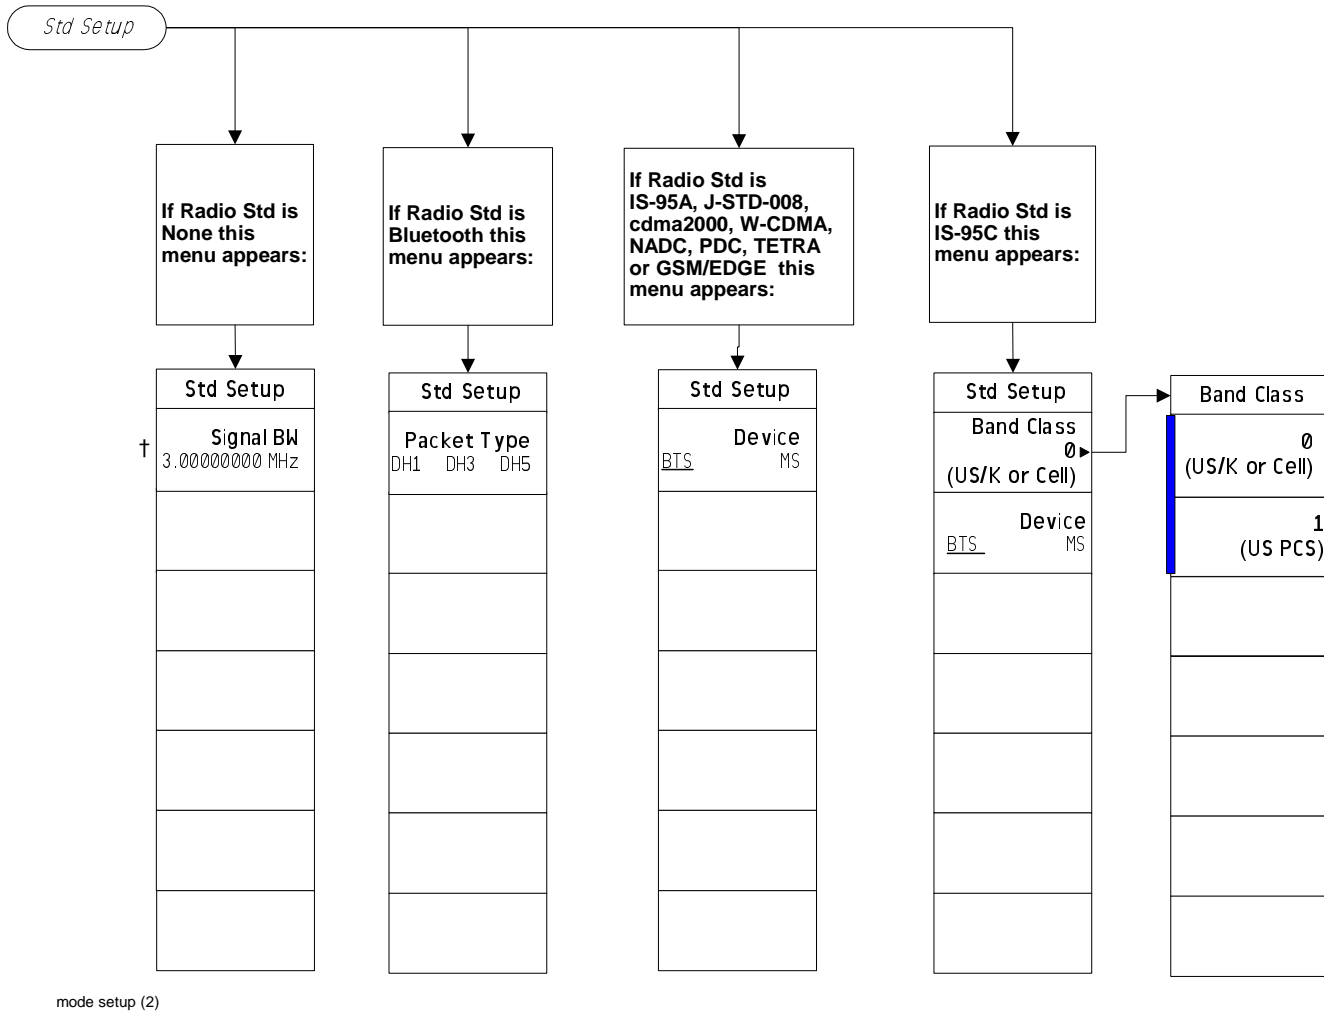 Std Setup
If Radio Std is
None this
menu appears:
If Radio Std is
Bluetooth this
menu appears:
If Radio Std is
IS-95A, J-STD-008,
cdma2000, W-CDMA,
NADC, PDC, TETRA
or GSM/EDGE this
menu appears:
If Radio Std is
IS-95C this
menu appears:
Std Setup
† Signal BW
3.00000000 MHz
Std Setup
Packet Type
DH1 DH3 DH5
Std Setup
Device
BTS MS
Std Setup
Band Class
0
(US/K or Cell)
Device
BTS MS
Band Class
0
(US/K or Cell)
1
(US PCS)
mode setup (2)